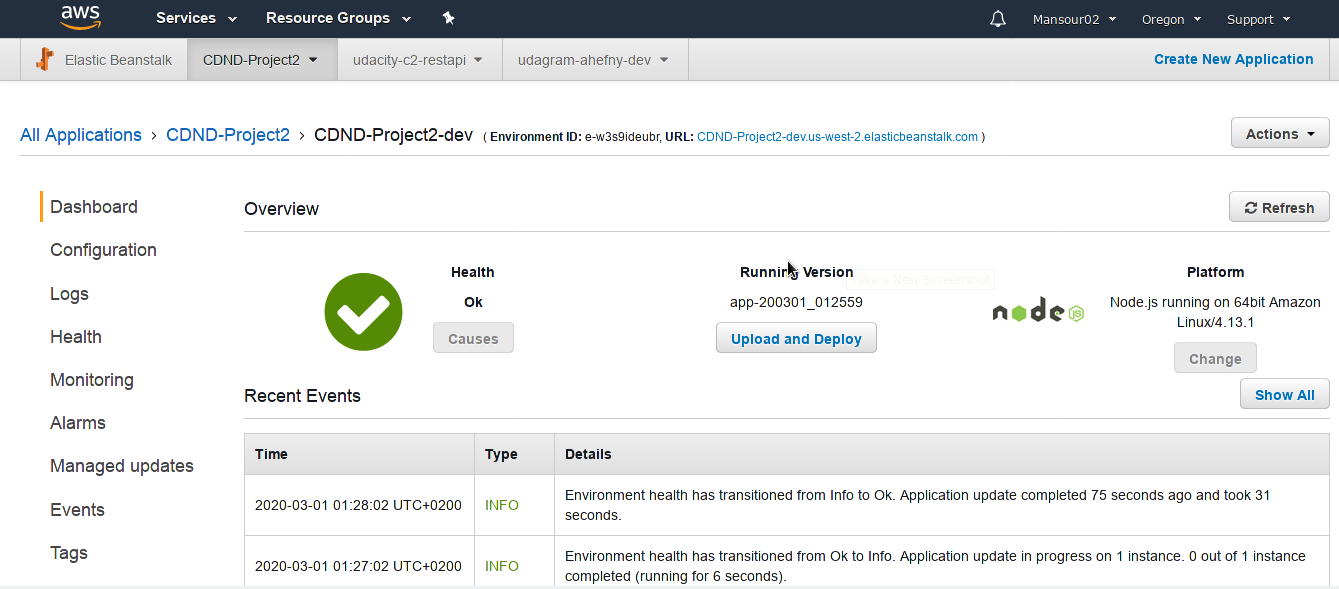 aws Services Resource Groups Mansour02 Oregon Support
Elastic Beanstalk CDND-Project2 udacity-c2-restapi udagram-ahefny-dev Create New Application
All Applications › CDND-Project2 › CDND-Project2-dev ( Environment ID: e-w3s9ideubr, URL: CDND-Project2-dev.us-west-2.elasticbeanstalk.com )
Actions
Dashboard
Configuration
Logs
Health
Monitoring
Alarms
Managed updates
Events
Tags
Overview
Refresh
Health
Ok
Causes
Running Version
Take a New Screenshot
app-200301_012559
Upload and Deploy
node JS
Platform
Node.js running on 64bit Amazon
Linux/4.13.1
Change
Recent Events
Show All
Time Type Details
2020-03-01 01:28:02 UTC+0200 INFO Environment health has transitioned from Info to Ok. Application update completed 75 seconds ago and took 31
seconds.
2020-03-01 01:27:02 UTC+0200 INFO Environment health has transitioned from Ok to Info. Application update in progress on 1 instance. 0 out of 1 instance
completed (running for 6 seconds).